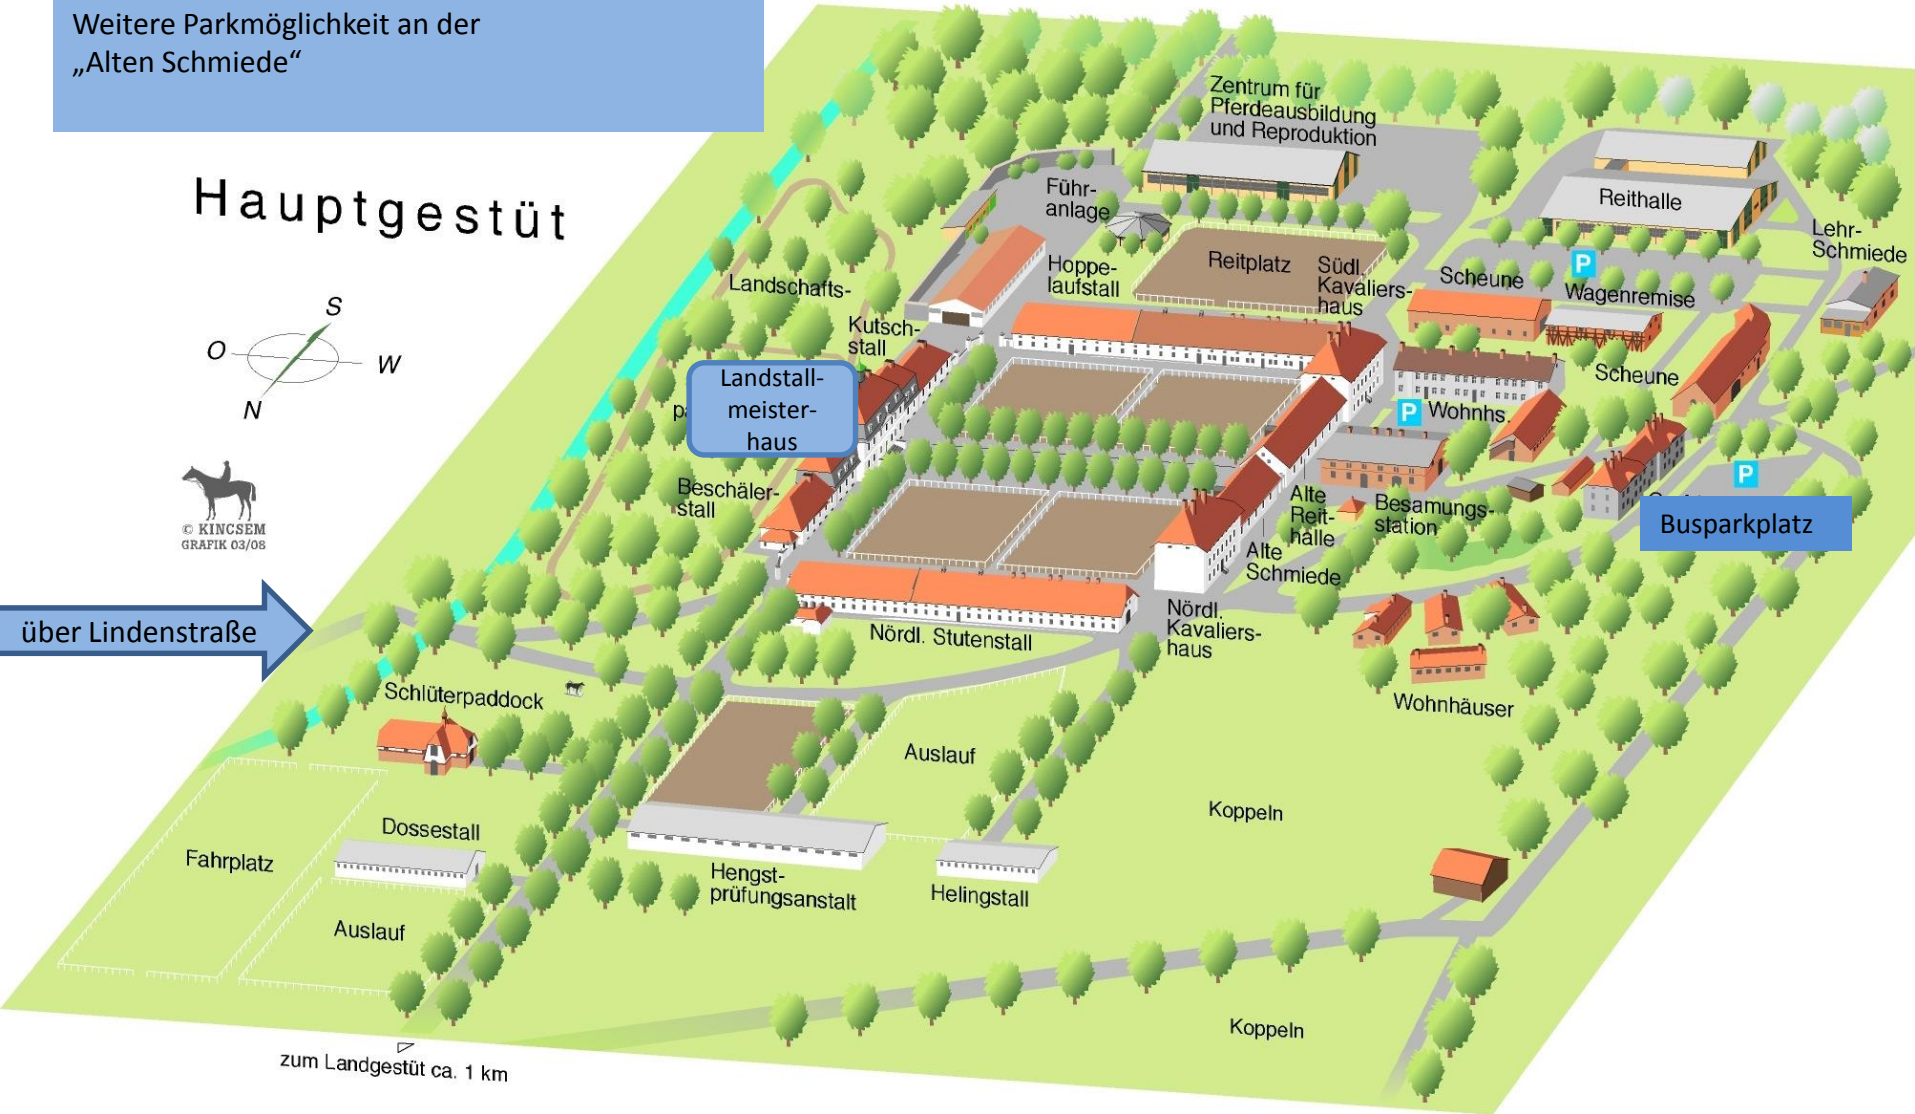 Weitere Parkmöglichkeit an der
„Alten Schmiede“
Hauptgestüt
S
O
W
N
© KINCSEM
GRAFIK 03/08
über Lindenstraße
Zentrum für
Pferdeausbildung
und Reproduktion
Führ-
anlage
Reithalle
Lehr-
Schmiede
Hoppe-
laufstall
Reitplatz
Südl.
Kavaliers-
haus
Scheune
P
Wagenremise
Landschafts-
Kutsch-
stall
Landstall-
meister-
haus
Scheune
P
Wohnhs.
P
Busparkplatz
Beschäler-
stall
Alte
Reit-
halle
Besamungs-
station
Alte
Schmiede
Nördl.
Kavaliers-
haus
Nördl. Stutenstall
Wohnhäuser
Schlüterpaddock
Auslauf
Koppeln
Dossestall
Fahrplatz
Hengst-
prüfungsanstalt
Helingstall
Auslauf
Koppeln
zum Landgestüt ca. 1 km